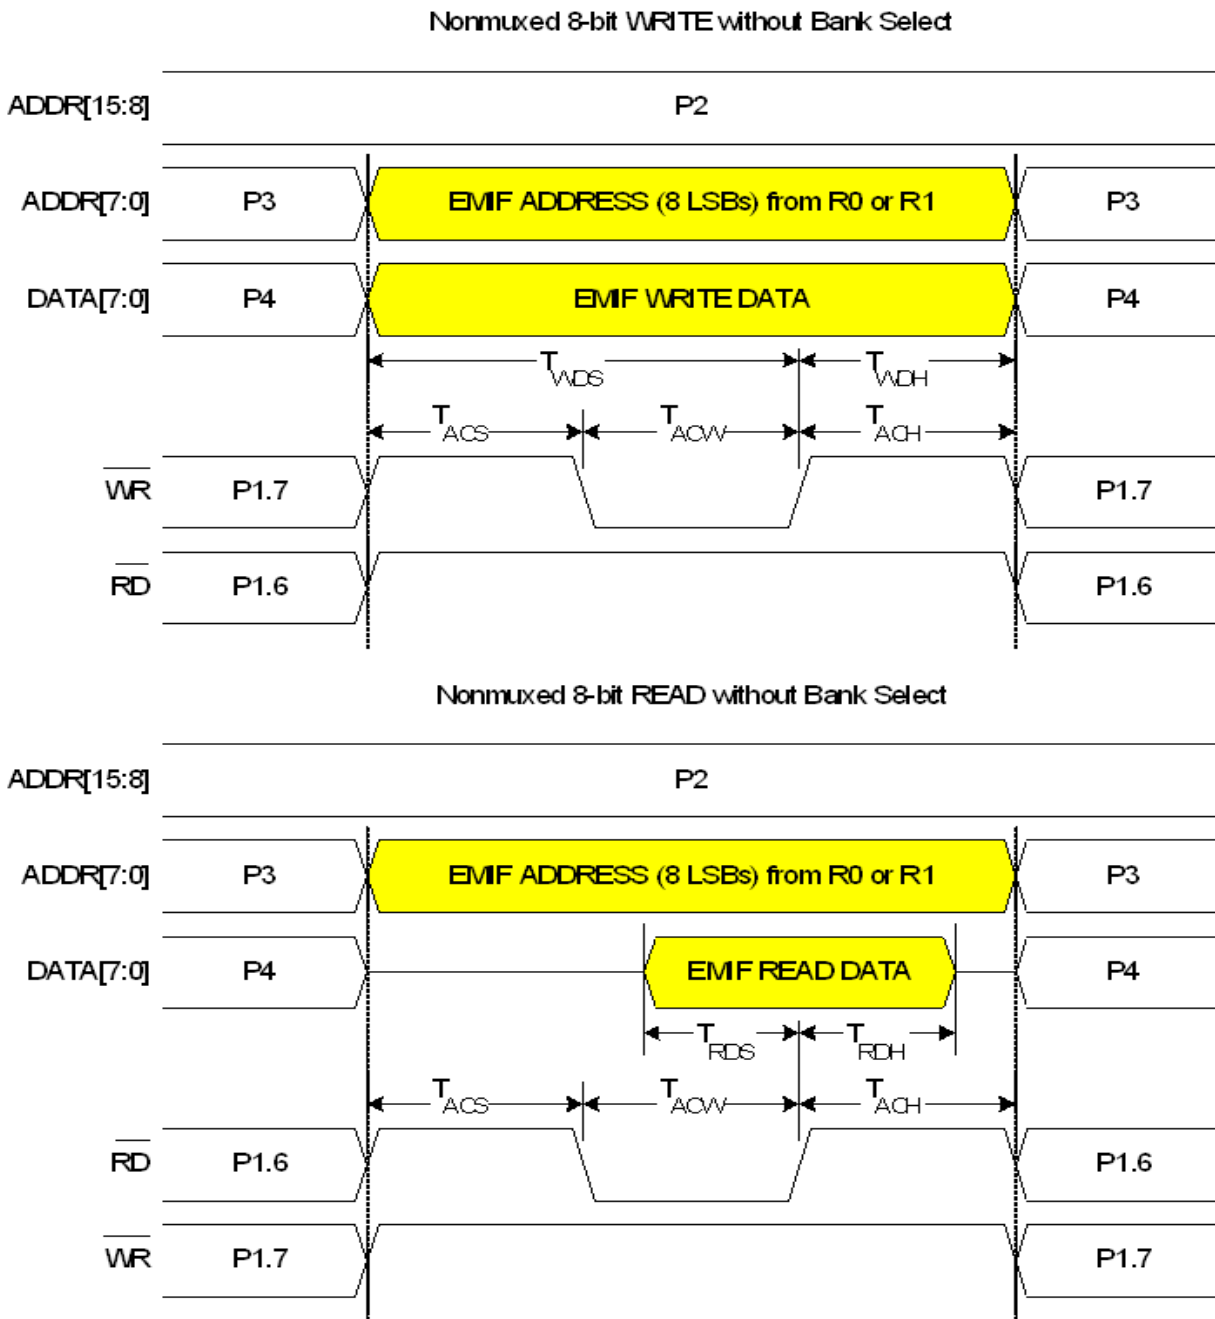 Nonmuxed 8-bit WRITE without Bank Select
ADDR[15:8] P2
ADDR[7:0] P3 EMIF ADDRESS (8 LSBs) from R0 or R1 P3
DATA[7:0] P4 EMIF WRITE DATA P4
TWDS TWDH
TACS TACW TACH
WR P1.7 P1.7
RD P1.6 P1.6
Nonmuxed 8-bit READ without Bank Select
ADDR[15:8] P2
ADDR[7:0] P3 EMIF ADDRESS (8 LSBs) from R0 or R1 P3
DATA[7:0] P4 EMIF READ DATA P4
TRDS TRDH
TACS TACW TACH
RD P1.6 P1.6
WR P1.7 P1.7